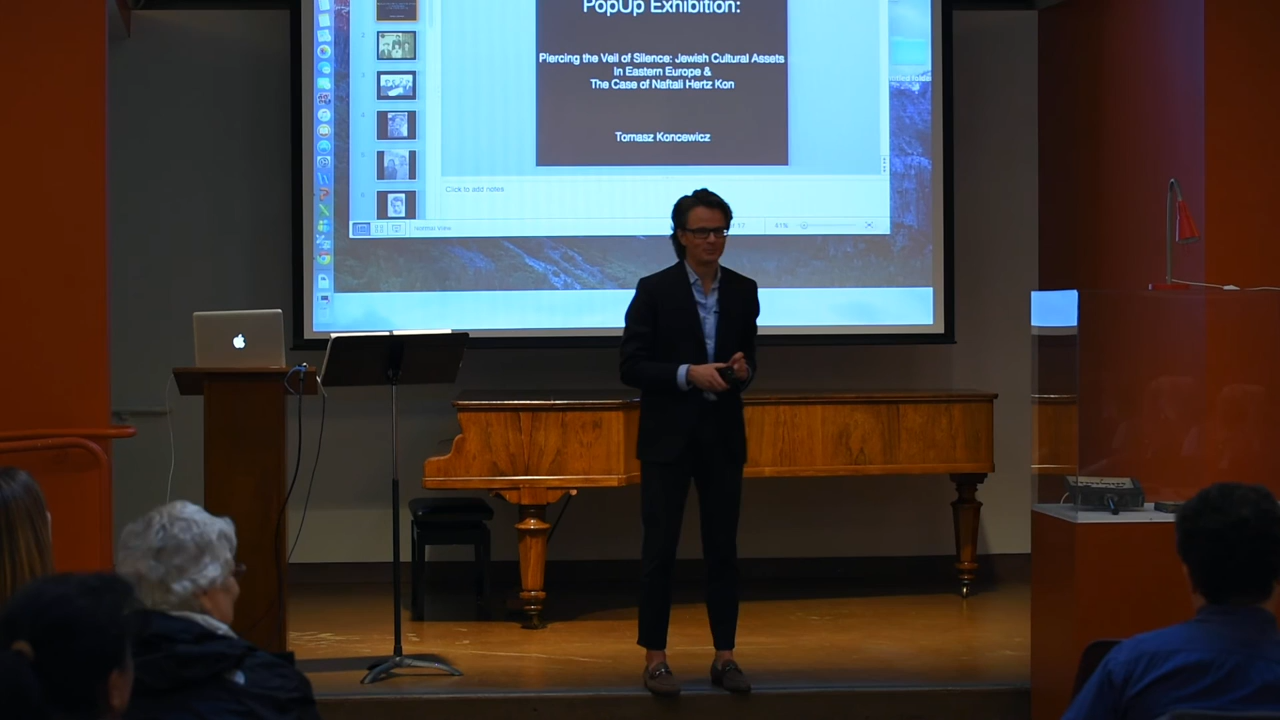 PopUp Exhibition:
Piercing the Veil of Silence: Jewish Cultural Assets
In Eastern Europe &
The Case of Naftali Hertz Kon
Tomasz Koncewicz
Click to add notes
41%